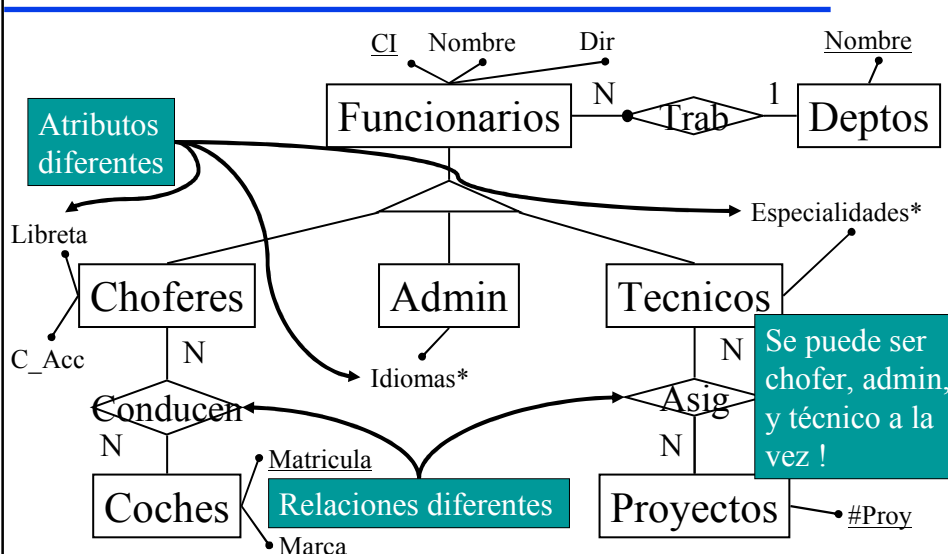 CI Nombre Dir
Nombre
Funcionarios
N
Trab
1
Deptos
Atributos
diferentes
Libreta
C_Acc
Especialidades*
Choferes
Admin
Tecnicos
Idiomas*
N
Conducen
N
N
Asig
N
Se puede ser
chofer, admin,
y técnico a la
vez !
Coches
Matricula
Marca
Relaciones diferentes
Proyectos
#Proy